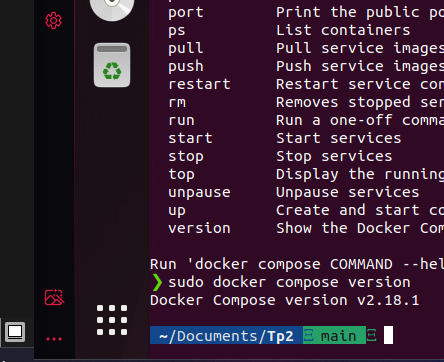 port Print the public po
ps List containers
pull Pull service images
push Push service images
restart Restart service con
rm Removes stopped ser
run Run a one-off comma
start Start services
stop Stop services
top Display the running
unpause Unpause services
up Create and start co
version Show the Docker Com
Run 'docker compose COMMAND --hel
❯ sudo docker compose version
Docker Compose version v2.18.1
~/Documents/Tp2 main